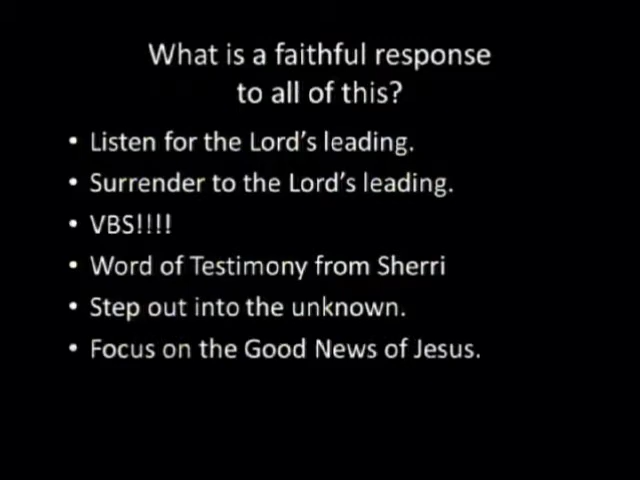 What is a faithful response
to all of this?
• Listen for the Lord's leading.
• Surrender to the Lord's leading.
• VBS!!!!
• Word of Testimony from Sherri
• Step out into the unknown.
• Focus on the Good News of Jesus.